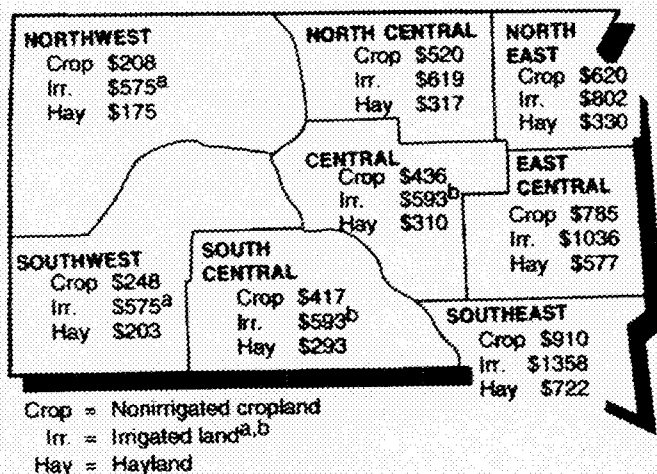 NORTHWEST
Crop $208
Irr. $575a
Hay $175
NORTH CENTRAL
Crop $520
Irr. $619
Hay $317
NORTH
EAST
Crop $620
Irr. $802
Hay $330
CENTRAL
Crop $436
Irr. $593b
Hay $310
EAST
CENTRAL
Crop $785
Irr. $1036
Hay $577
SOUTHWEST
Crop $248
Irr. $575a
Hay $203
SOUTH
CENTRAL
Crop $417
Irr. $593b
Hay $293
SOUTHEAST
Crop $910
Irr. $1358
Hay $722
Crop = Nonirrigated cropland
Irr. = Irrigated landa,b
Hay = Hayland